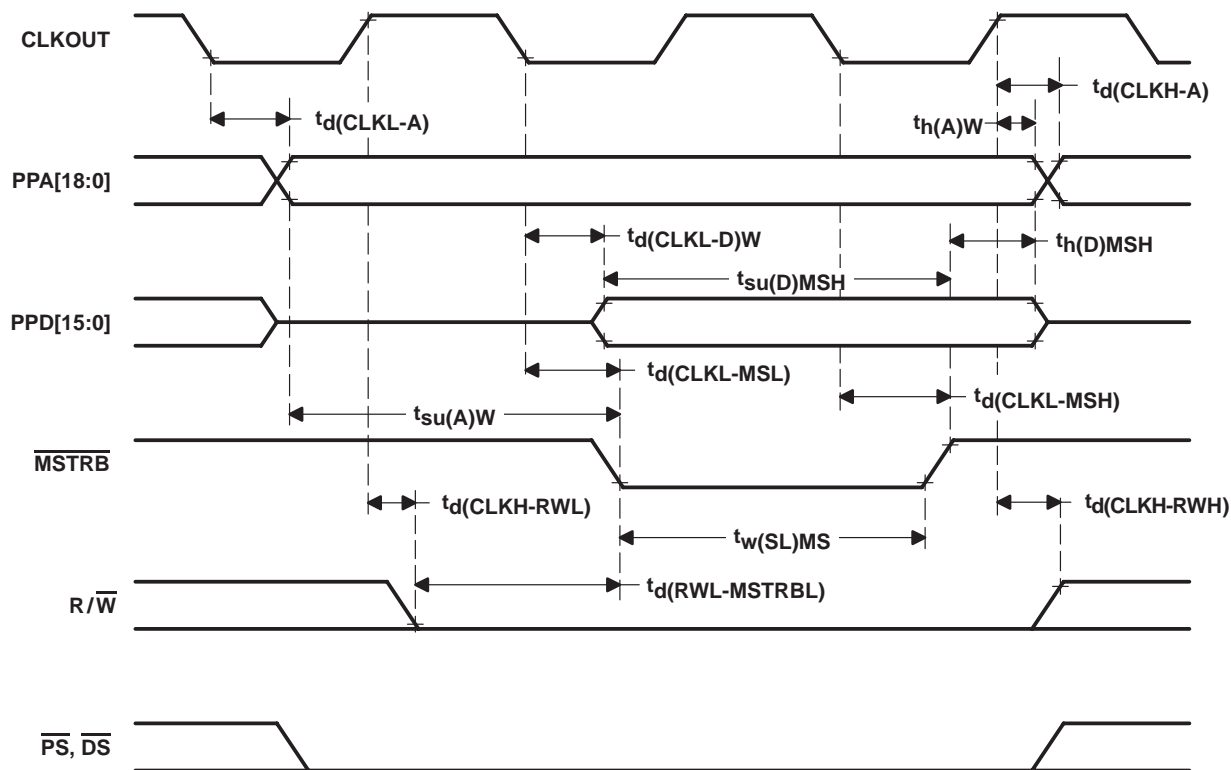 CLKOUT
td(CLKH-A)
td(CLKL-A)
th(A)W
PPA[18:0]
td(CLKL-D)W
th(D)MSH
tsu(D)MSH
PPD[15:0]
td(CLKL-MSL)
td(CLKL-MSH)
tsu(A)W
MSTRB
td(CLKH-RWL)
td(CLKH-RWH)
tw(SL)MS
td(RWL-MSTRBL)
R/W
PS, DS